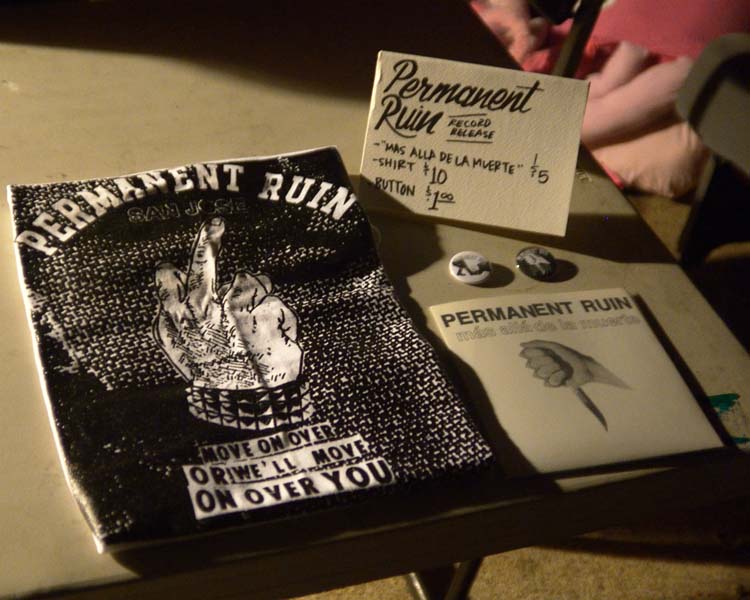 Permanent
Ruin RECORD
RELEASE
-"MAS ALLA DE LA MUERTE" $5
-SHIRT $10
-BUTTON $1.00
PERMANENT RUIN
SAN JOSE
MOVE ON OVER
OR WE'LL MOVE
ON OVER YOU
PERMANENT RUIN
más allá de la muerte